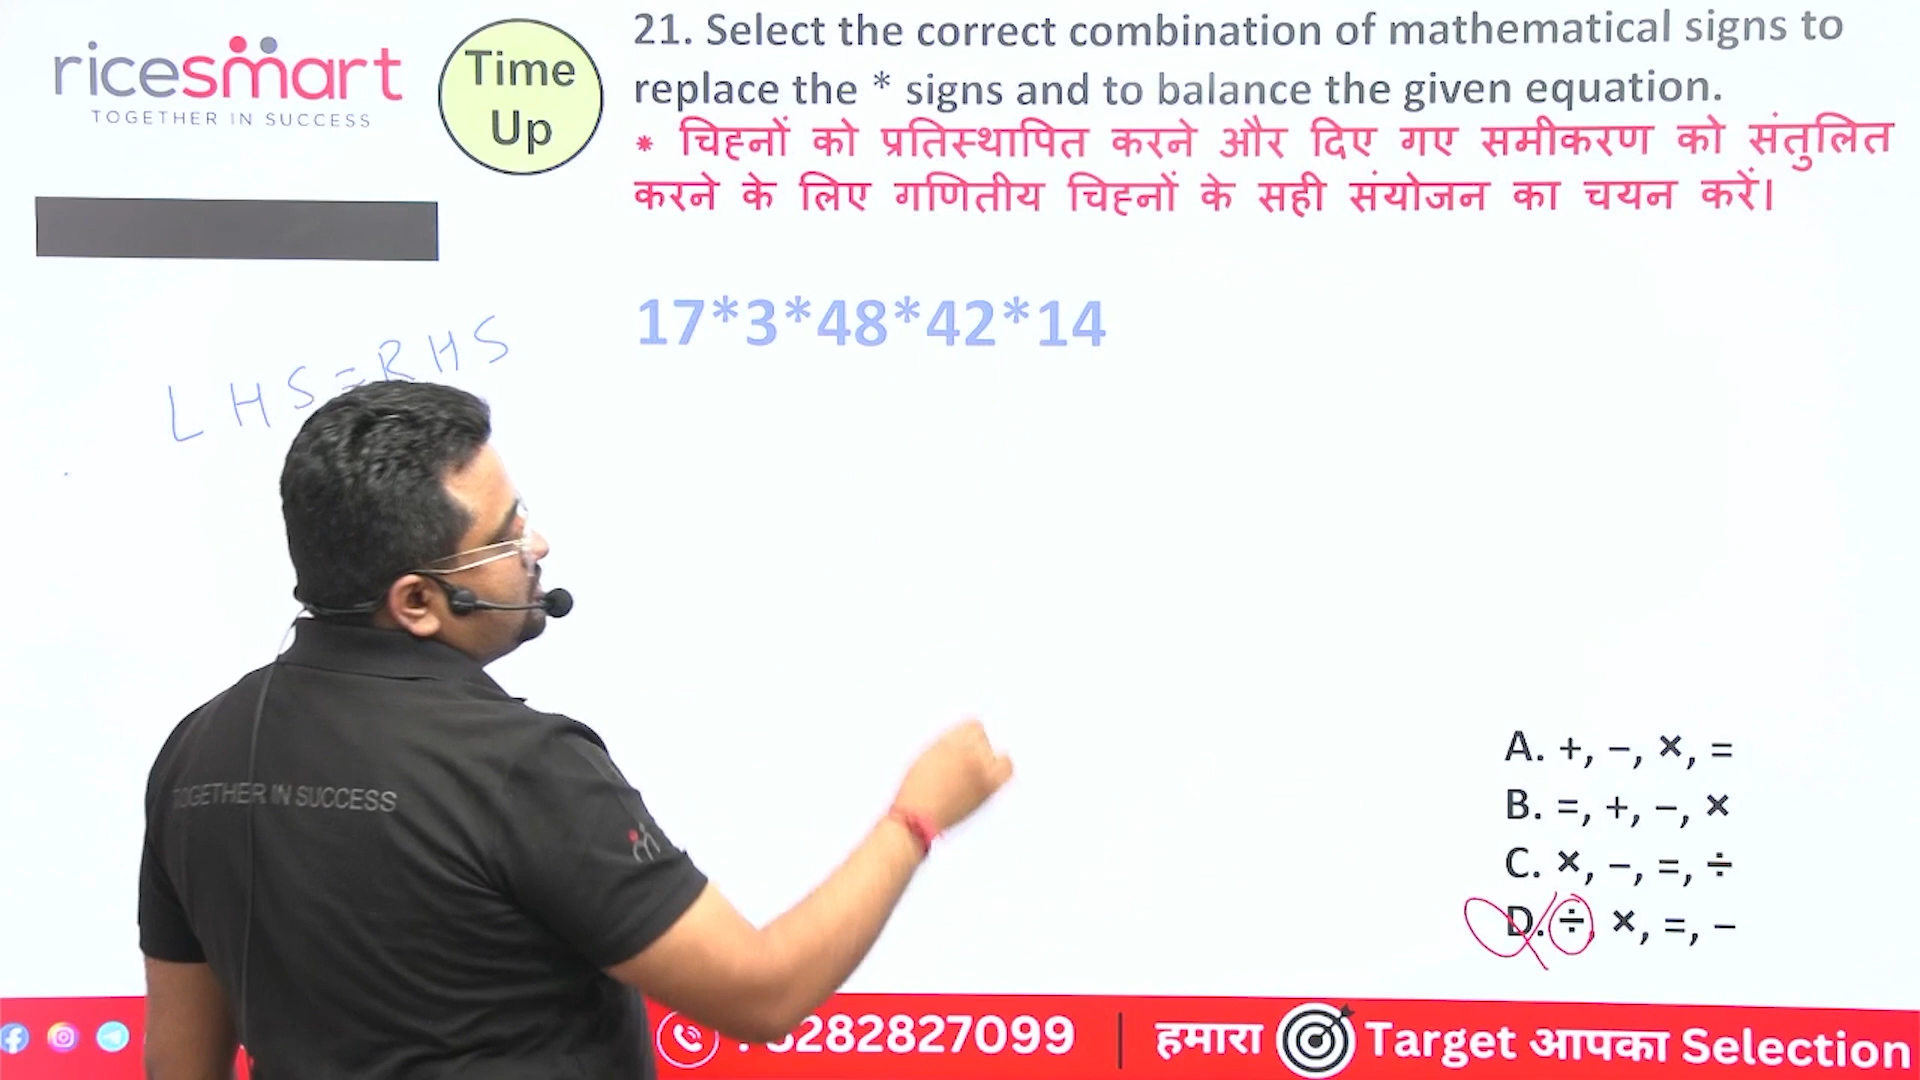 ricesmart
TOGETHER IN SUCCESS
Time
Up
21. Select the correct combination of mathematical signs to
replace the * signs and to balance the given equation.
* चिह्नों को प्रतिस्थापित करने और दिए गए समीकरण को संतुलित
करने के लिए गणितीय चिह्नों के सही संयोजन का चयन करें।
17*3*48*42*14
LHS=RHS
A. +, −, ×, =
B. =, +, −, ×
C. ×, −, =, ÷
D. ÷, ×, =, −
TOGETHER IN SUCCESS
282827099 | हमारा Target आपका Selection